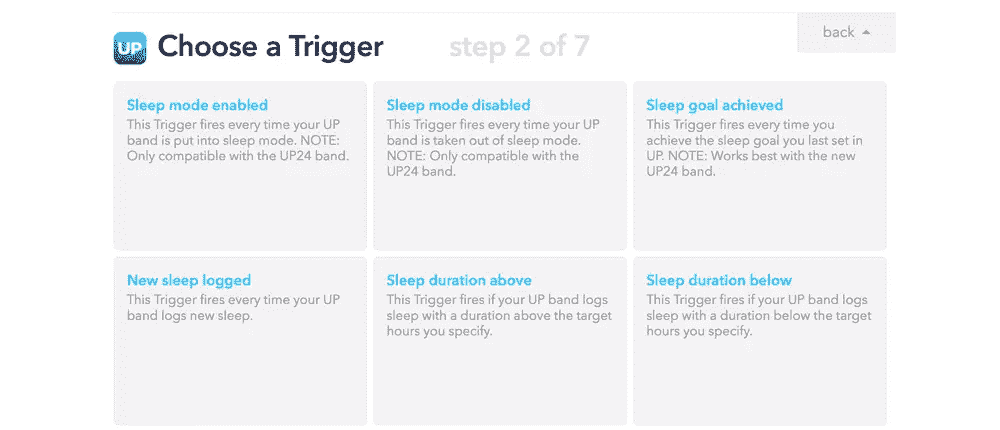 UP Choose a Trigger step 2 of 7 back
Sleep mode enabled
This Trigger fires every time your UP
band is put into sleep mode. NOTE:
Only compatible with the UP24 band.
Sleep mode disabled
This Trigger fires every time your UP
band is taken out of sleep mode.
NOTE: Only compatible with the
UP24 band.
Sleep goal achieved
This Trigger fires every time you
achieve the sleep goal you last set in
UP. NOTE: Works best with the new
UP24 band.
New sleep logged
This Trigger fires every time your UP
band logs new sleep.
Sleep duration above
This Trigger fires if your UP band logs
sleep with a duration above the target
hours you specify.
Sleep duration below
This Trigger fires if your UP band logs
sleep with a duration below the target
hours you specify.